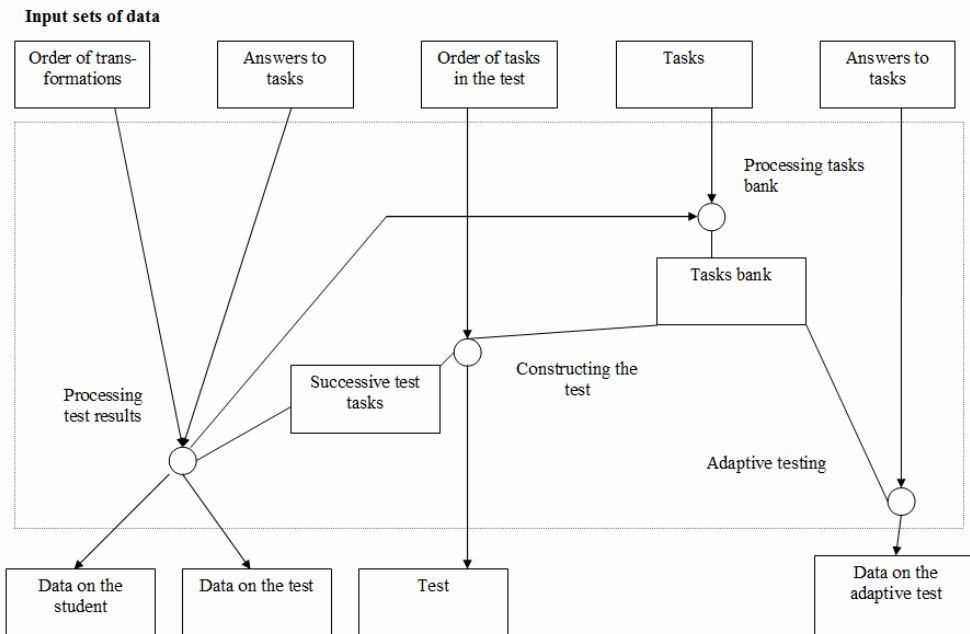 Input sets of data
Order of trans-
formations
Answers to
tasks
Order of tasks
in the test
Tasks
Answers to
tasks
Processing tasks
bank
Tasks bank
Constructing the
test
Successive test
tasks
Processing
test results
Adaptive testing
Data on the
student
Data on the test
Test
Data on the
adaptive test